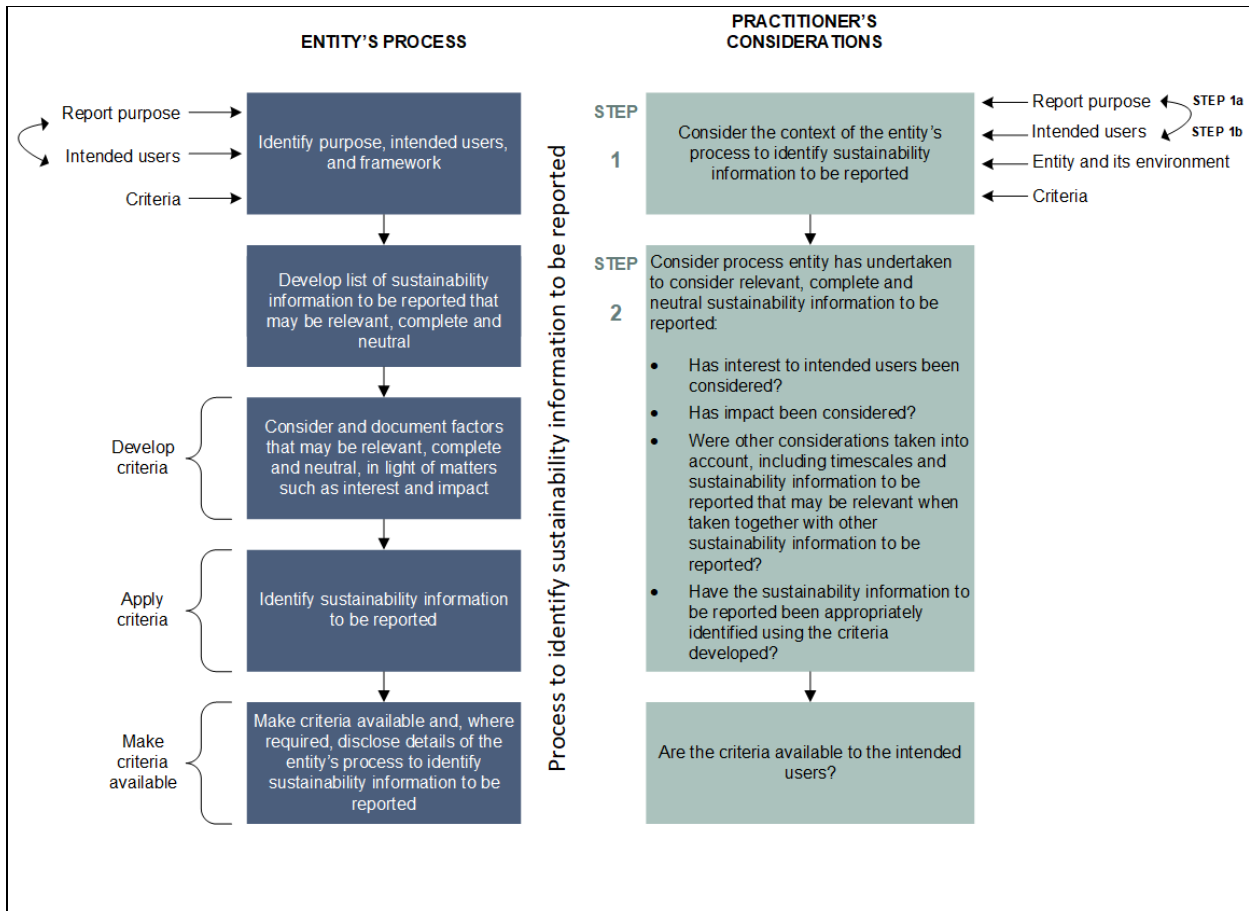 ENTITY’S PROCESS
Report purpose
Intended users
Criteria
Identify purpose, intended users,
and framework
Develop list of sustainability
information to be reported that
may be relevant, complete and
neutral
Develop
criteria
Consider and document factors
that may be relevant, complete
and neutral, in light of matters
such as interest and impact
Apply
criteria
Identify sustainability information
to be reported
Make
criteria
available
Make criteria available and, where
required, disclose details of the
entity’s process to identify
sustainability information to be
reported
Process to identify sustainability information to be reported
PRACTITIONER’S
CONSIDERATIONS
STEP
1
Consider the context of the entity’s
process to identify sustainability
information to be reported
Report purpose
STEP 1a
Intended users
STEP 1b
Entity and its environment
Criteria
STEP
2
Consider process entity has undertaken
to consider relevant, complete and
neutral sustainability information to be
reported:
• Has interest to intended users been
considered?
• Has impact been considered?
• Were other considerations taken into
account, including timescales and
sustainability information to be
reported that may be relevant when
taken together with other
sustainability information to be
reported?
• Have the sustainability information to
be reported been appropriately
identified using the criteria
developed?
Are the criteria available to the intended
users?